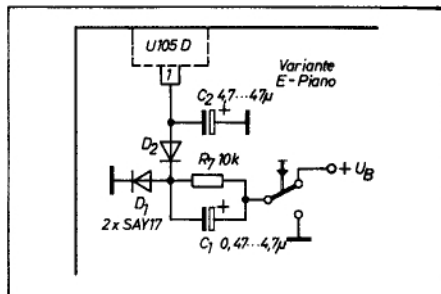 U105 D
1
Variante
E-Piano
C2 4,7...47µ
+
D2
R7 10k
+ UB
D1
2x SAY17
+
C1 0,47...4,7µ